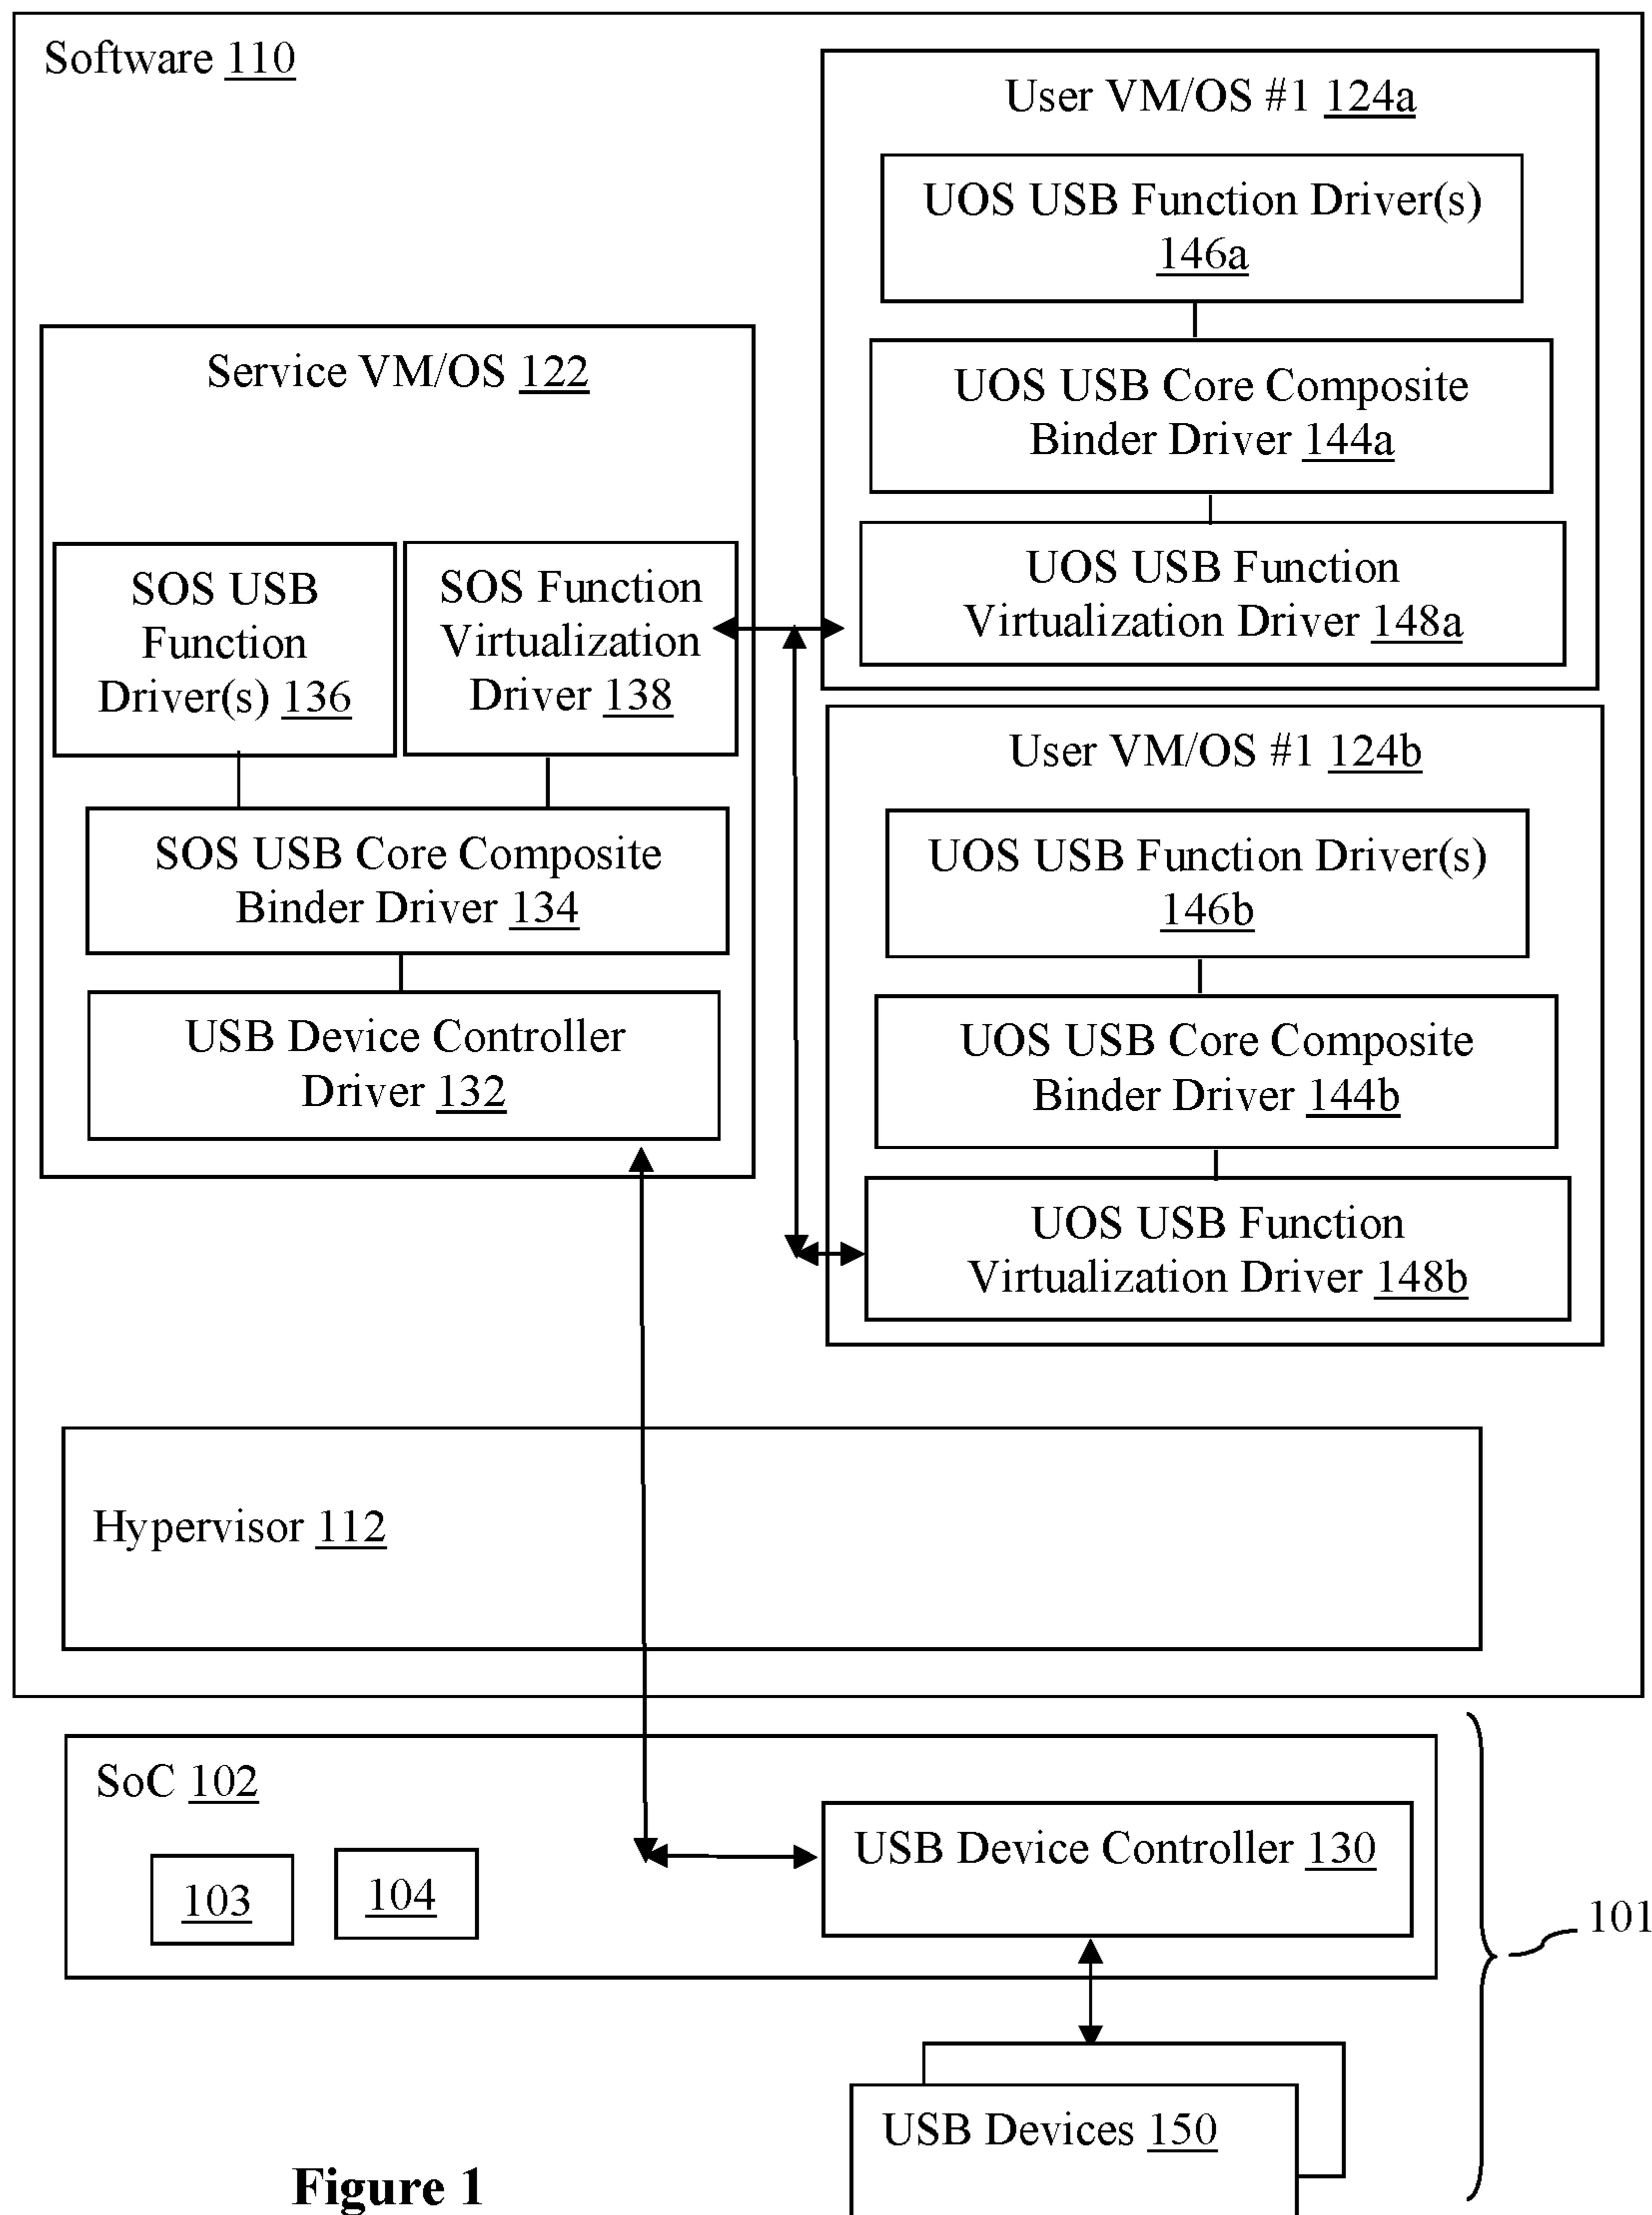 Software 110
User VM/OS #1 124a
UOS USB Function Driver(s)
146a
UOS USB Core Composite
Binder Driver 144a
UOS USB Function
Virtualization Driver 148a
Service VM/OS 122
SOS USB
Function
Driver(s) 136
SOS Function
Virtualization
Driver 138
SOS USB Core Composite
Binder Driver 134
USB Device Controller
Driver 132
User VM/OS #1 124b
UOS USB Function Driver(s)
146b
UOS USB Core Composite
Binder Driver 144b
UOS USB Function
Virtualization Driver 148b
Hypervisor 112
SoC 102
103
104
USB Device Controller 130
101
USB Devices 150
Figure 1